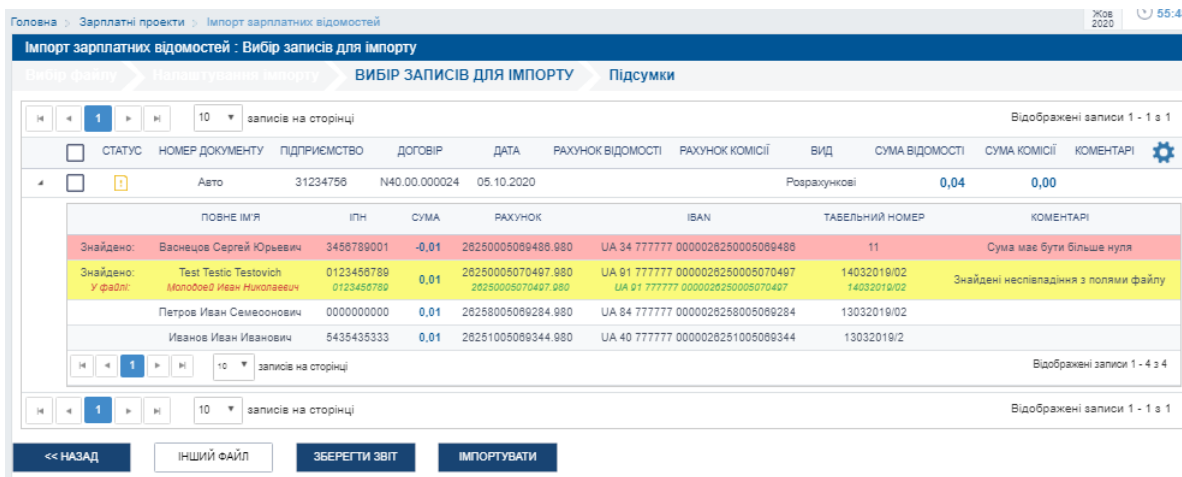 Головна > Зарплатні проекти > Імпорт зарплатних відомостей
Жов
2020
55:4
Імпорт зарплатних відомостей : Вибір записів для імпорту
Вибір файлу Налаштування імпорту ВИБІР ЗАПИСІВ ДЛЯ ІМПОРТУ Підсумки
1 10 записів на сторінці Відображені записи 1 - 1 з 1
СТАТУС НОМЕР ДОКУМЕНТУ ПІДПРИЄМСТВО ДОГОВІР ДАТА РАХУНОК ВІДОМОСТІ РАХУНОК КОМІСІЇ ВИД СУМА ВІДОМОСТІ СУМА КОМІСІЇ КОМЕНТАРІ
Авто 31234756 N40.00.000024 05.10.2020 Розрахункові 0,04 0,00
ПОВНЕ ІМ'Я ІПН СУМА РАХУНОК IBAN ТАБЕЛЬНИЙ НОМЕР КОМЕНТАРІ
Знайдено: Васнецов Сергей Юрьевич 3456789001 -0,01 26250005069486.980 UA 34 777777 0000026250005069486 11 Сума має бути більше нуля
Знайдено: Test Testic Testovich 0123456789 0,01 26250005070497.980 UA 91 777777 0000026250005070497 14032019/02 Знайдені неспівпадіння з полями файлу
У файлі: Молодоей Иеан Николаееич 0123456789 26250005070497.980 UA 91 777777 0000026250005070497 14032019/02
Петров Иван Семеоонович 0000000000 0,01 26258005069284.980 UA 84 777777 0000026258005069284 13032019/02
Иванов Иван Иванович 5435435333 0,01 26251005069344.980 UA 40 777777 0000026251005069344 13032019/2
1 10 записів на сторінці Відображені записи 1 - 4 з 4
1 10 записів на сторінці Відображені записи 1 - 1 з 1
<< НАЗАД ІНШИЙ ФАЙЛ ЗБЕРЕГТИ ЗВІТ ІМПОРТУВАТИ